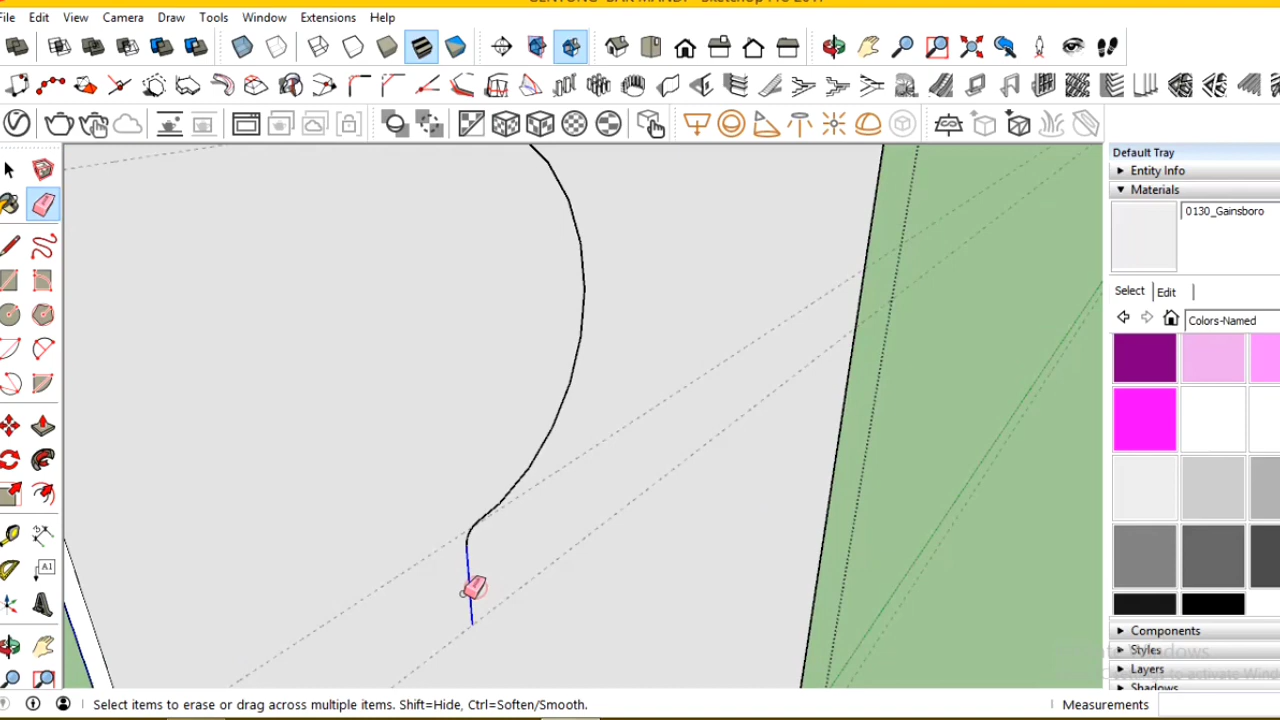 File Edit View Camera Draw Tools Window Extensions Help
Default Tray
Entity Info
Materials
0130_Gainsboro
Select Edit
Colors-Named
A1
Components
Styles
Layers
Shadows
Select items to erase or drag across multiple items. Shift=Hide, Ctrl=Soften/Smooth.
Measurements